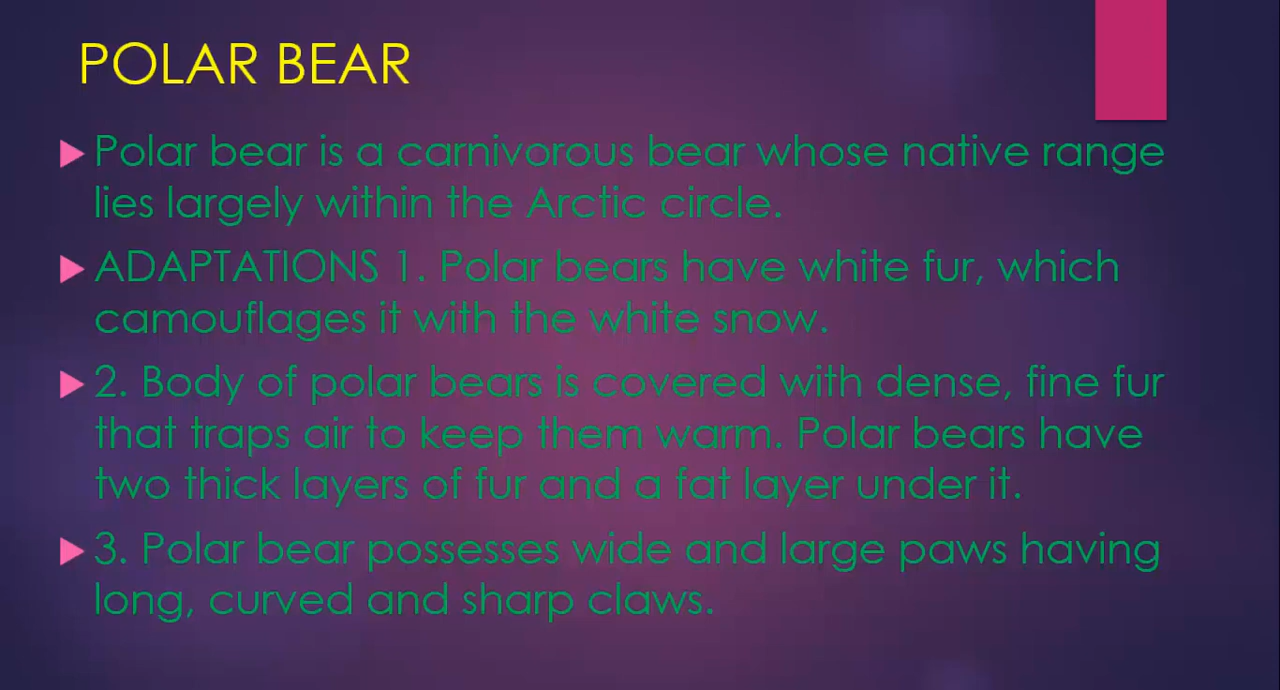 POLAR BEAR
Polar bear is a carnivorous bear whose native range
lies largely within the Arctic circle.
ADAPTATIONS 1. Polar bears have white fur, which
camouflages it with the white snow.
2. Body of polar bears is covered with dense, fine fur
that traps air to keep them warm. Polar bears have
two thick layers of fur and a fat layer under it.
3. Polar bear possesses wide and large paws having
long, curved and sharp claws.